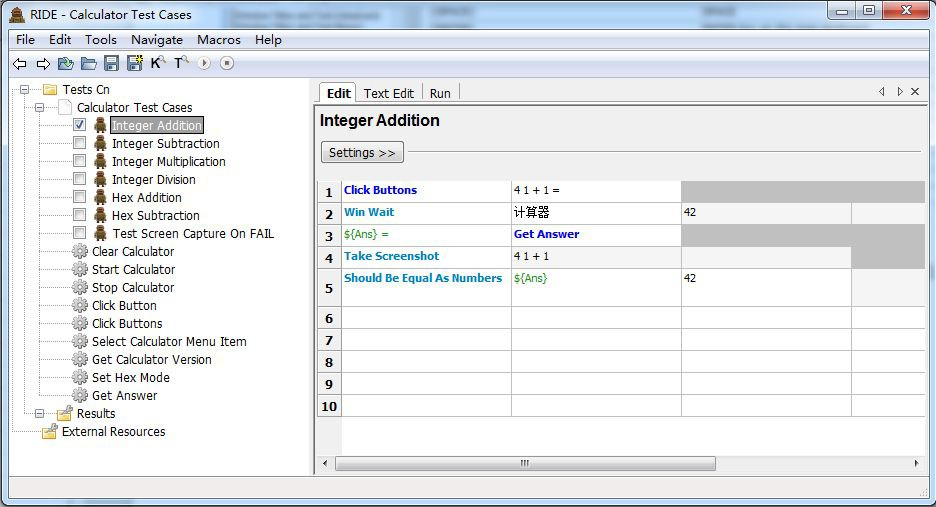 RIDE - Calculator Test Cases
File Edit Tools Navigate Macros Help
K T
Tests Cn
Calculator Test Cases
Integer Addition
Integer Subtraction
Integer Multiplication
Integer Division
Hex Addition
Hex Subtraction
Test Screen Capture On FAIL
Clear Calculator
Start Calculator
Stop Calculator
Click Button
Click Buttons
Select Calculator Menu Item
Get Calculator Version
Set Hex Mode
Get Answer
Results
External Resources
Edit Text Edit Run
Integer Addition
Settings >>
1 Click Buttons 4 1 + 1 =
2 Win Wait 计算器 42
3 ${Ans} = Get Answer
4 Take Screenshot 4 1 + 1
5 Should Be Equal As Numbers ${Ans} 42
6
7
8
9
10